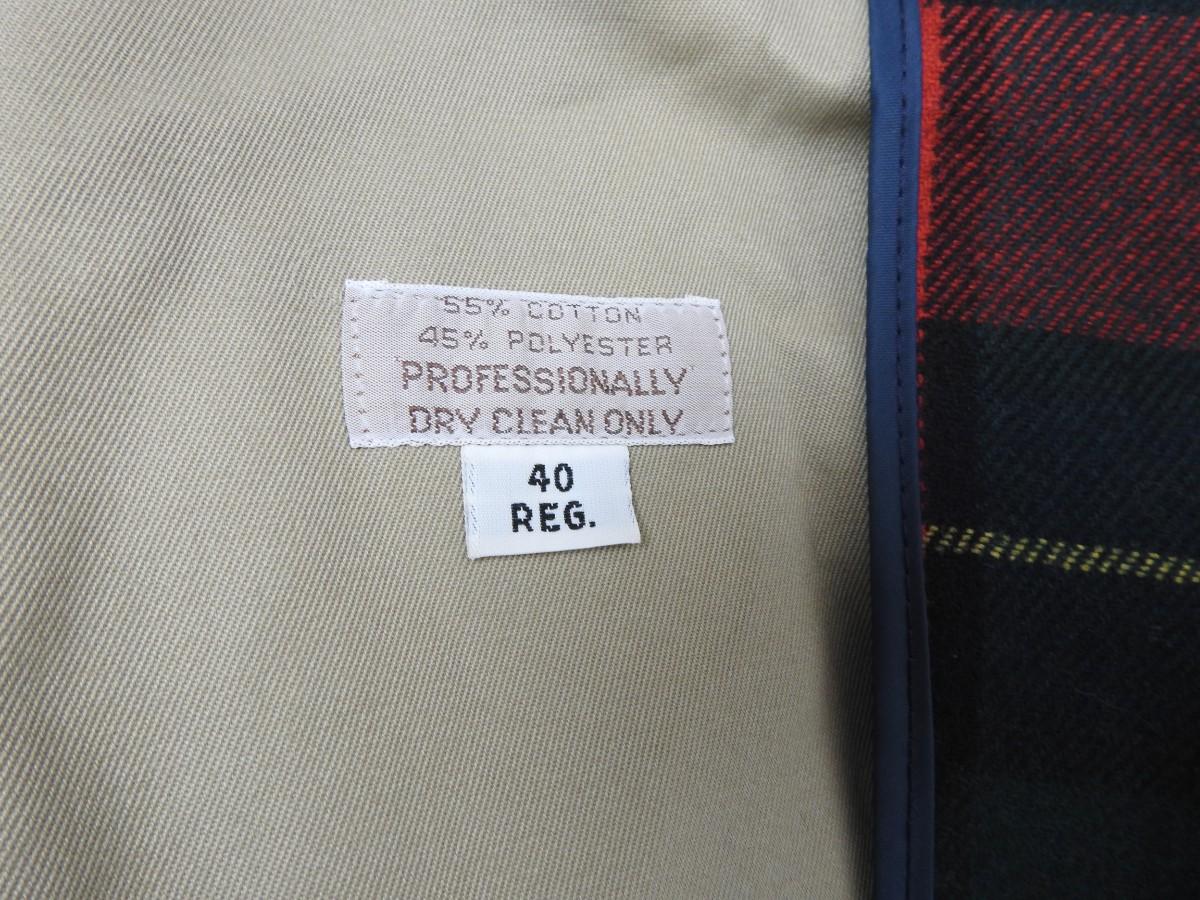 55% COTTON
45% POLYESTER
PROFESSIONALLY
DRY CLEAN ONLY
40
REG.